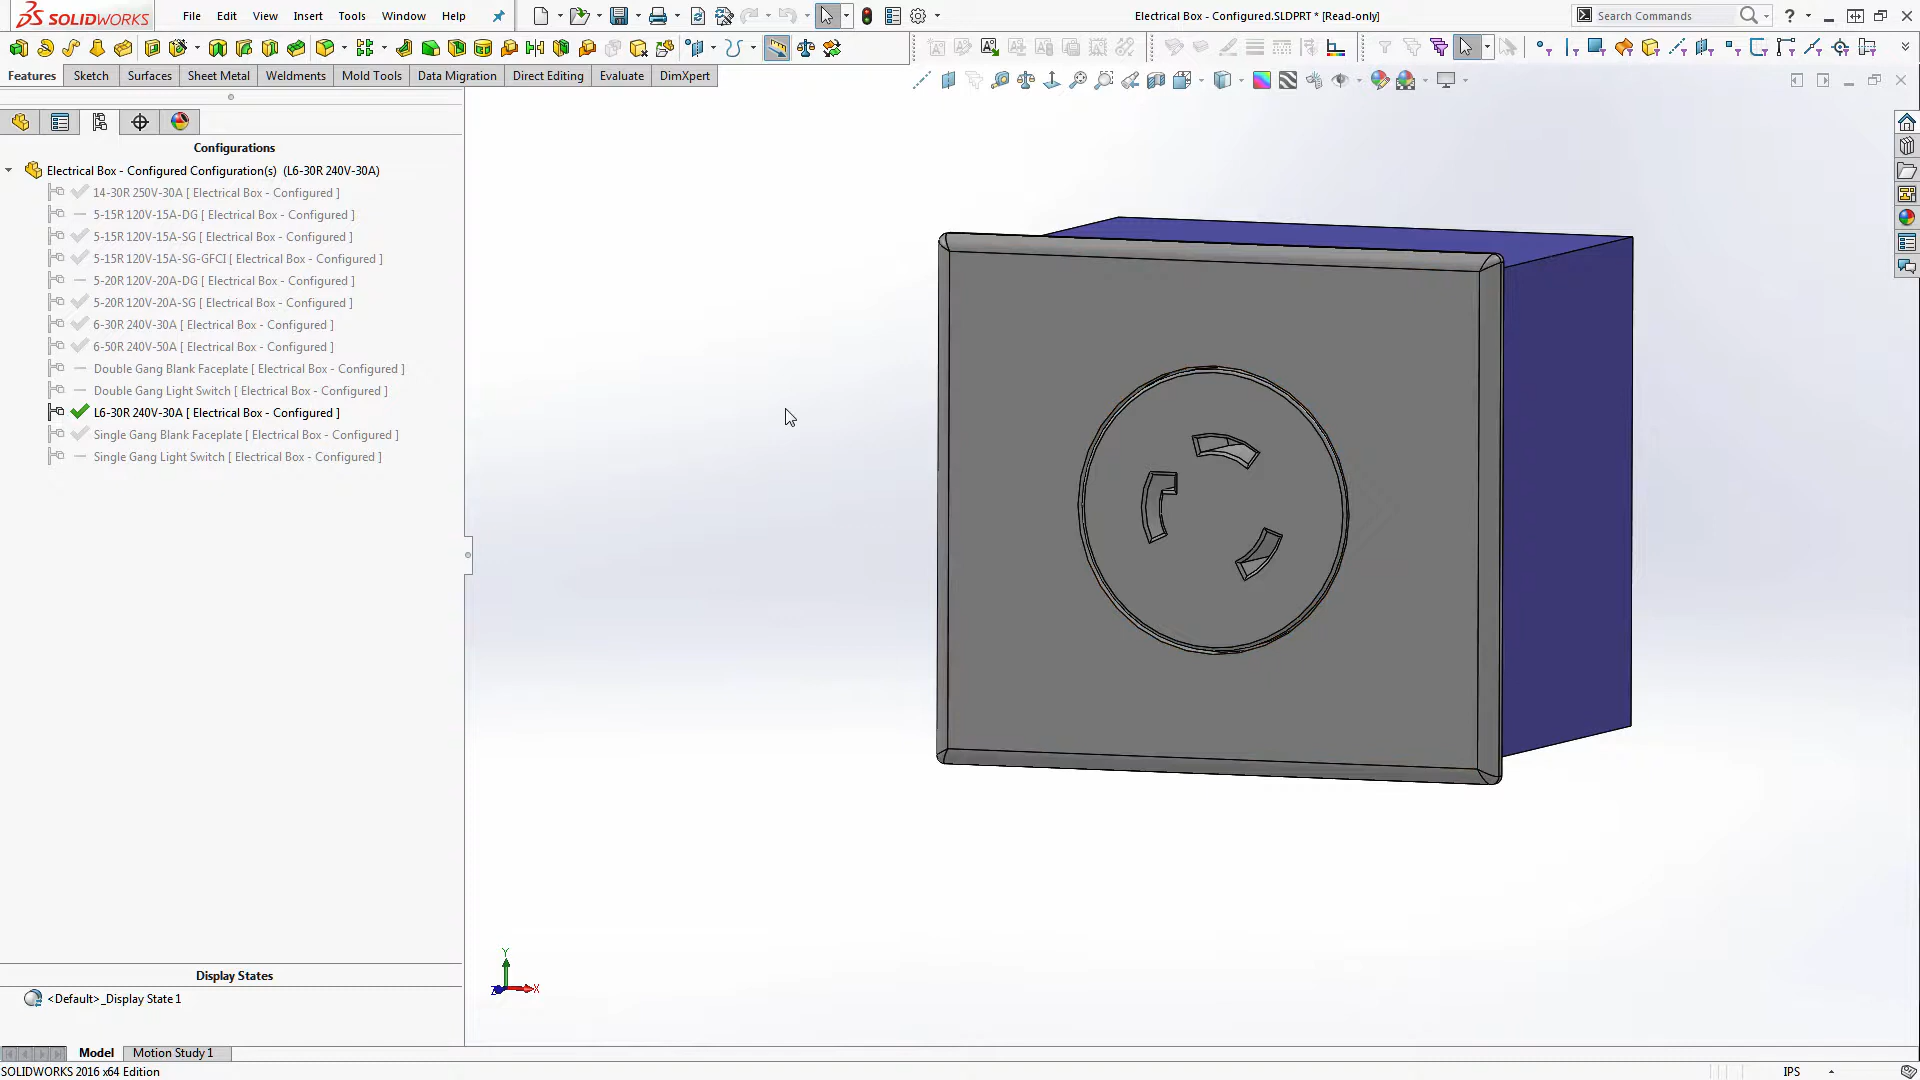 SOLIDWORKS File Edit View Insert Tools Window Help Electrical Box - Configured.SLDPRT * [Read-only] Search Commands ?
Features Sketch Surfaces Sheet Metal Weldments Mold Tools Data Migration Direct Editing Evaluate DimXpert
Configurations
Electrical Box - Configured Configuration(s) (L6-30R 240V-30A)
14-30R 250V-30A [ Electrical Box - Configured ]
5-15R 120V-15A-DG [ Electrical Box - Configured ]
5-15R 120V-15A-SG [ Electrical Box - Configured ]
5-15R 120V-15A-SG-GFCI [ Electrical Box - Configured ]
5-20R 120V-20A-DG [ Electrical Box - Configured ]
5-20R 120V-20A-SG [ Electrical Box - Configured ]
6-30R 240V-30A [ Electrical Box - Configured ]
6-50R 240V-50A [ Electrical Box - Configured ]
Double Gang Blank Faceplate [ Electrical Box - Configured ]
Double Gang Light Switch [ Electrical Box - Configured ]
L6-30R 240V-30A [ Electrical Box - Configured ]
Single Gang Blank Faceplate [ Electrical Box - Configured ]
Single Gang Light Switch [ Electrical Box - Configured ]
Y
Z X
Display States
<Default>_Display State 1
Model Motion Study 1
SOLIDWORKS 2016 x64 Edition IPS